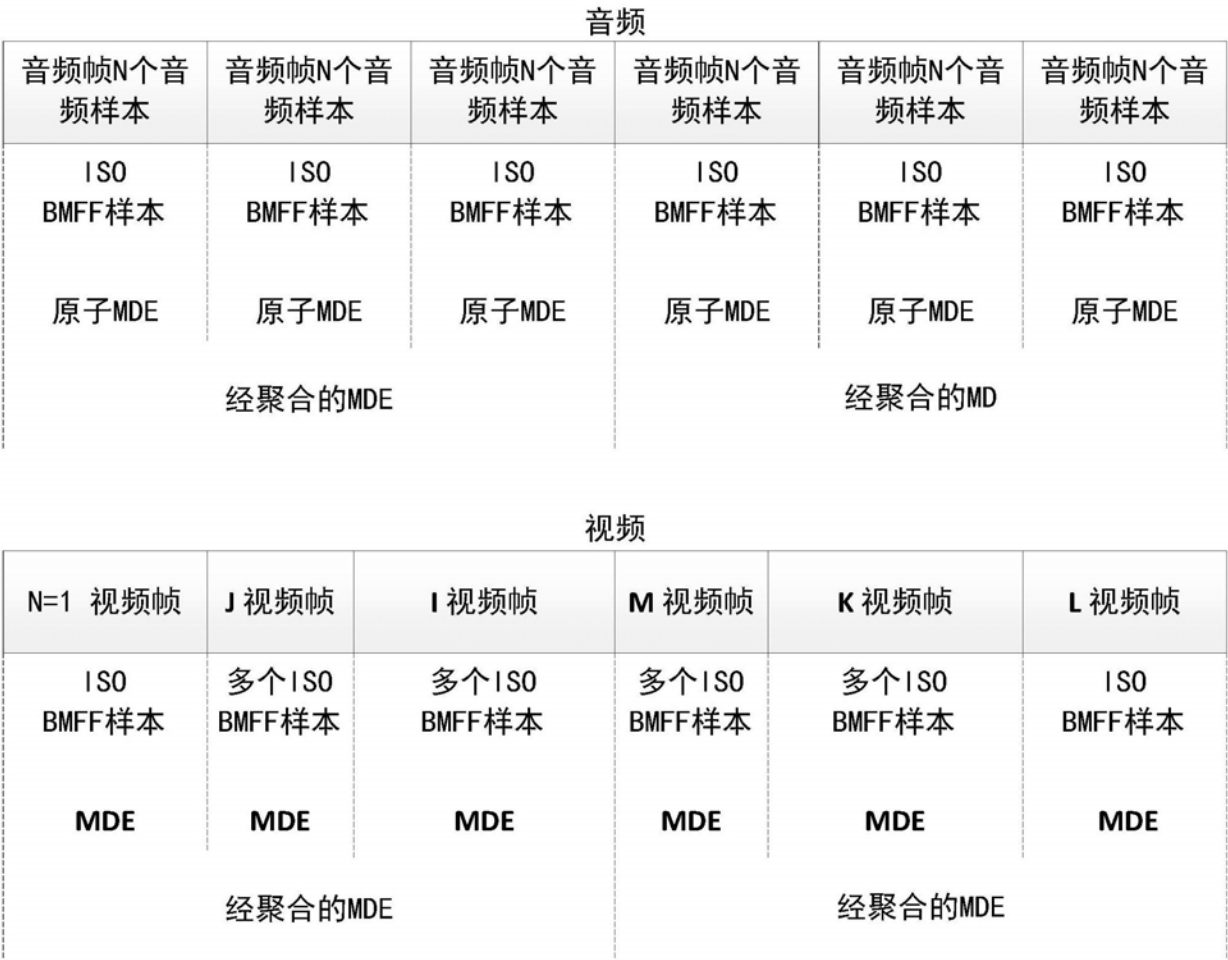 音频
音频帧N个音 音频帧N个音 音频帧N个音 音频帧N个音 音频帧N个音 音频帧N个音
频样本 频样本 频样本 频样本 频样本 频样本
ISO ISO ISO ISO ISO ISO
BMFF样本 BMFF样本 BMFF样本 BMFF样本 BMFF样本 BMFF样本
原子MDE 原子MDE 原子MDE 原子MDE 原子MDE 原子MDE
经聚合的MDE 经聚合的MD
视频
N=1 视频帧 J 视频帧 I 视频帧 M 视频帧 K 视频帧 L 视频帧
ISO 多个ISO 多个ISO 多个ISO 多个ISO ISO
BMFF样本 BMFF样本 BMFF样本 BMFF样本 BMFF样本 BMFF样本
MDE MDE MDE MDE MDE MDE
经聚合的MDE 经聚合的MDE